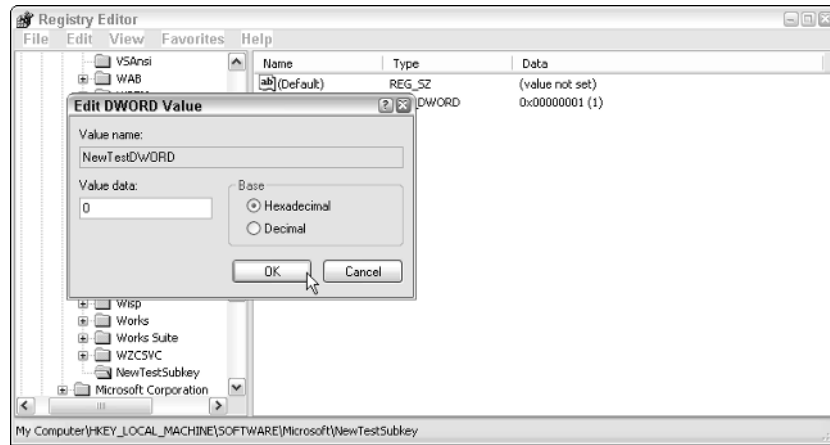 Registry Editor
File Edit View Favorites Help
VSAnsi
WAB
Name Type Data
ab (Default) REG_SZ (value not set)
DWORD 0x00000001 (1)
Edit DWORD Value
Value name:
NewTestDWORD
Value data:
0
Base
Hexadecimal
Decimal
OK Cancel
Wisp
Works
Works Suite
WZCSVC
NewTestSubkey
Microsoft Corporation
My Computer\HKEY_LOCAL_MACHINE\SOFTWARE\Microsoft\NewTestSubkey